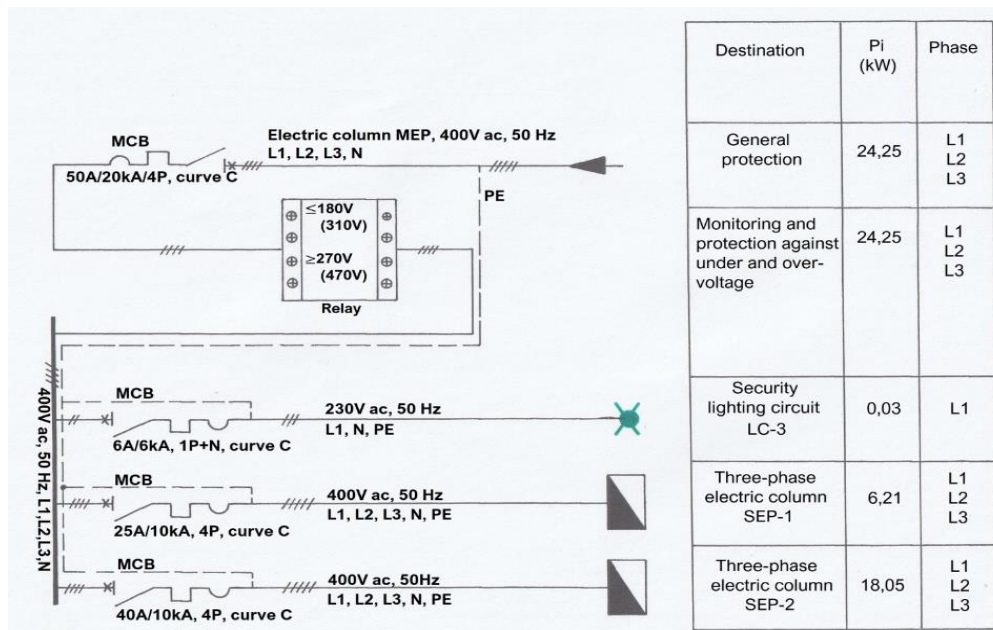 MCB
50A/20kA/4P, curve C
Electric column MEP, 400V ac, 50 Hz
L1, L2, L3, N
PE
≤180V
(310V)
≥270V
(470V)
Relay
400V ac, 50 Hz, L1,L2,L3,N
MCB
6A/6kA, 1P+N, curve C
230V ac, 50 Hz
L1, N, PE
MCB
25A/10kA, 4P, curve C
400V ac, 50 Hz
L1, L2, L3, N, PE
MCB
40A/10kA, 4P, curve C
400V ac, 50Hz
L1, L2, L3, N, PE
Destination
Pi
(kW)
Phase
General
protection
24,25
L1
L2
L3
Monitoring and
protection against
under and over-
voltage
24,25
L1
L2
L3
Security
lighting circuit
LC-3
0,03
L1
Three-phase
electric column
SEP-1
6,21
L1
L2
L3
Three-phase
electric column
SEP-2
18,05
L1
L2
L3